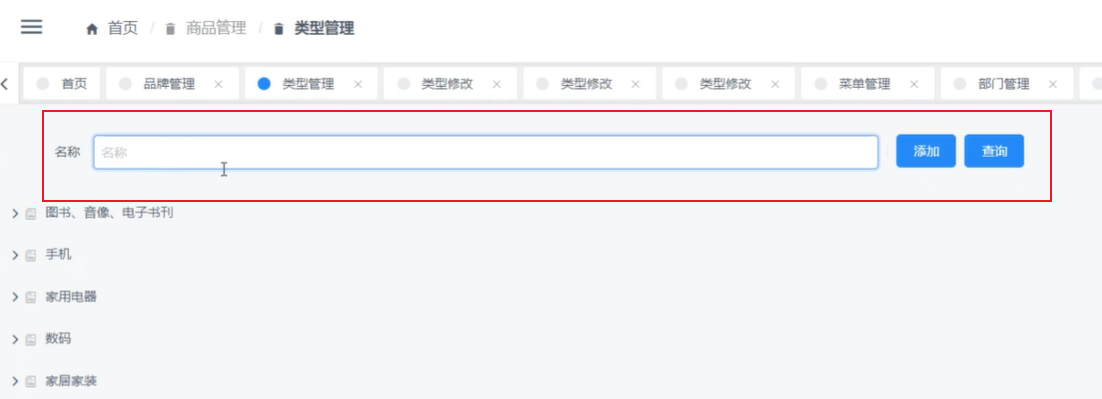 首页 / 商品管理 / 类型管理
首页 品牌管理 × 类型管理 × 类型修改 × 类型修改 × 类型修改 × 菜单管理 × 部门管理 ×
名称 名称 添加 查询
图书、音像、电子书刊
手机
家用电器
数码
家居家装